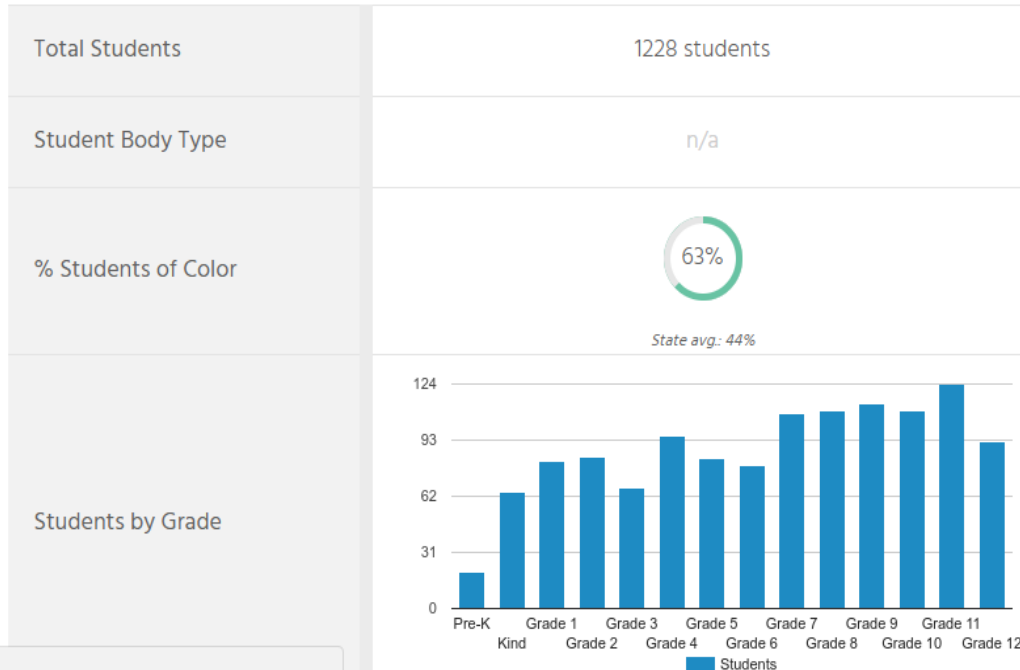 Total Students
1228 students
Student Body Type
n/a
% Students of Color
63%
State avg.: 44%
Students by Grade
124
93
62
31
0
Pre-K
Kind
Grade 1
Grade 2
Grade 3
Grade 4
Grade 5
Grade 6
Grade 7
Grade 8
Grade 9
Grade 10
Grade 11
Grade 12
Students